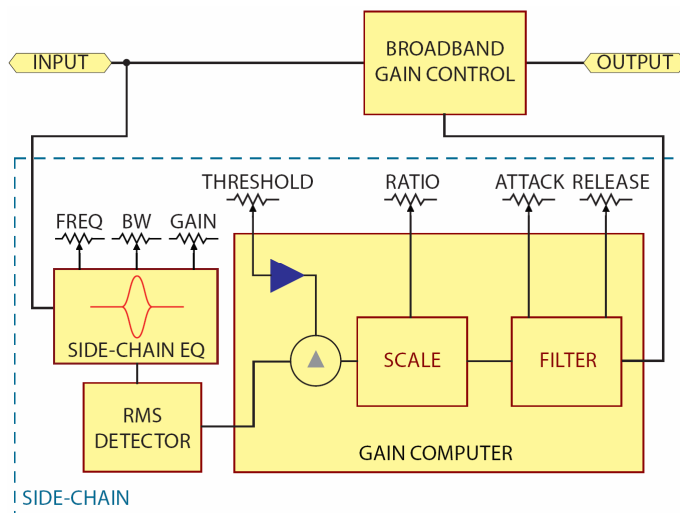 BROADBAND
GAIN CONTROL
INPUT
OUTPUT
THRESHOLD
RATIO
ATTACK
RELEASE
FREQ
BW
GAIN
SIDE-CHAIN EQ
SCALE
FILTER
RMS
DETECTOR
GAIN COMPUTER
SIDE-CHAIN